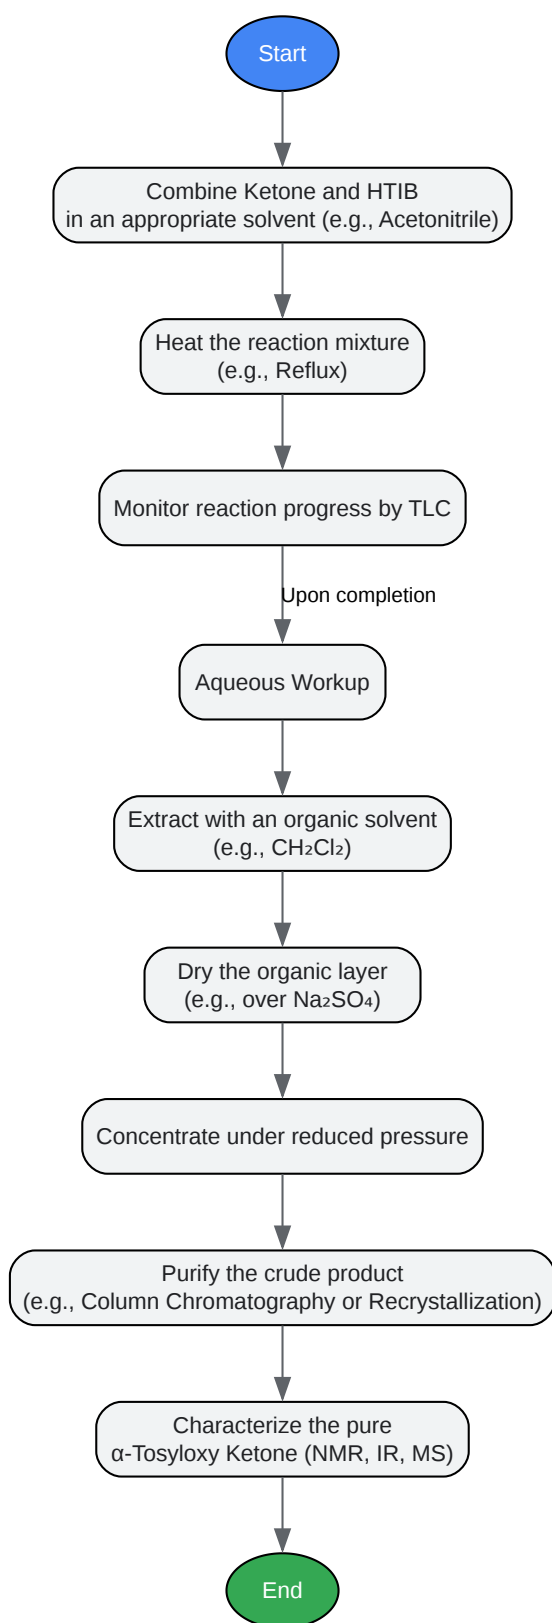 Start
Combine Ketone and HTIB
in an appropriate solvent (e.g., Acetonitrile)
Heat the reaction mixture
(e.g., Reflux)
Monitor reaction progress by TLC
Upon completion
Aqueous Workup
Extract with an organic solvent
(e.g., CH₂Cl₂)
Dry the organic layer
(e.g., over Na₂SO₄)
Concentrate under reduced pressure
Purify the crude product
(e.g., Column Chromatography or Recrystallization)
Characterize the pure
α-Tosyloxy Ketone (NMR, IR, MS)
End